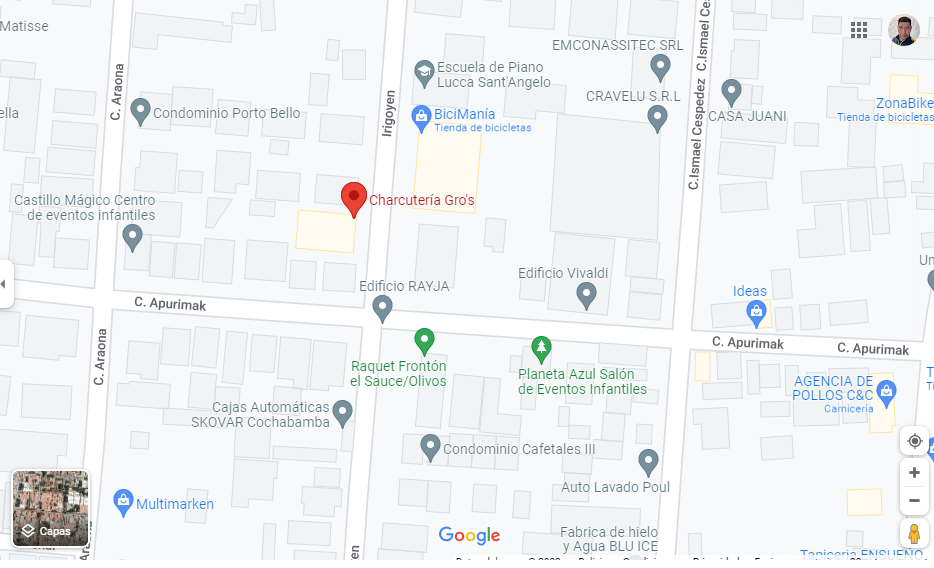 Matisse
EMCONASSITEC SRL
C.Ismael Ces
Escuela de Piano
Lucca Sant'Angelo
C. Araona
CRAVELU S.R.L
Irigoyen
ella
Condominio Porto Bello
BiciManía
Tienda de bicicletas
CASA JUANI
ZonaBike
Tienda de bicicletas
C.Ismael Cespedez
Castillo Mágico Centro
de eventos infantiles
Charcutería Gro's
Un
Edificio RAYJA
Edificio Vivaldi
Ideas
C. Apurimak
C. Apurimak
C. Apurimak
C. Araona
Raquet Frontón
el Sauce/Olivos
Planeta Azul Salón
de Eventos Infantiles
AGENCIA DE
POLLOS C&C
Carnicería
Cajas Automáticas
SKOVAR Cochabamba
Condominio Cafetales III
Auto Lavado Poul
Multimarken
Capas
Google
Fabrica de hielo
y Agua BLU ICE
Tapiceria ENSUEÑO